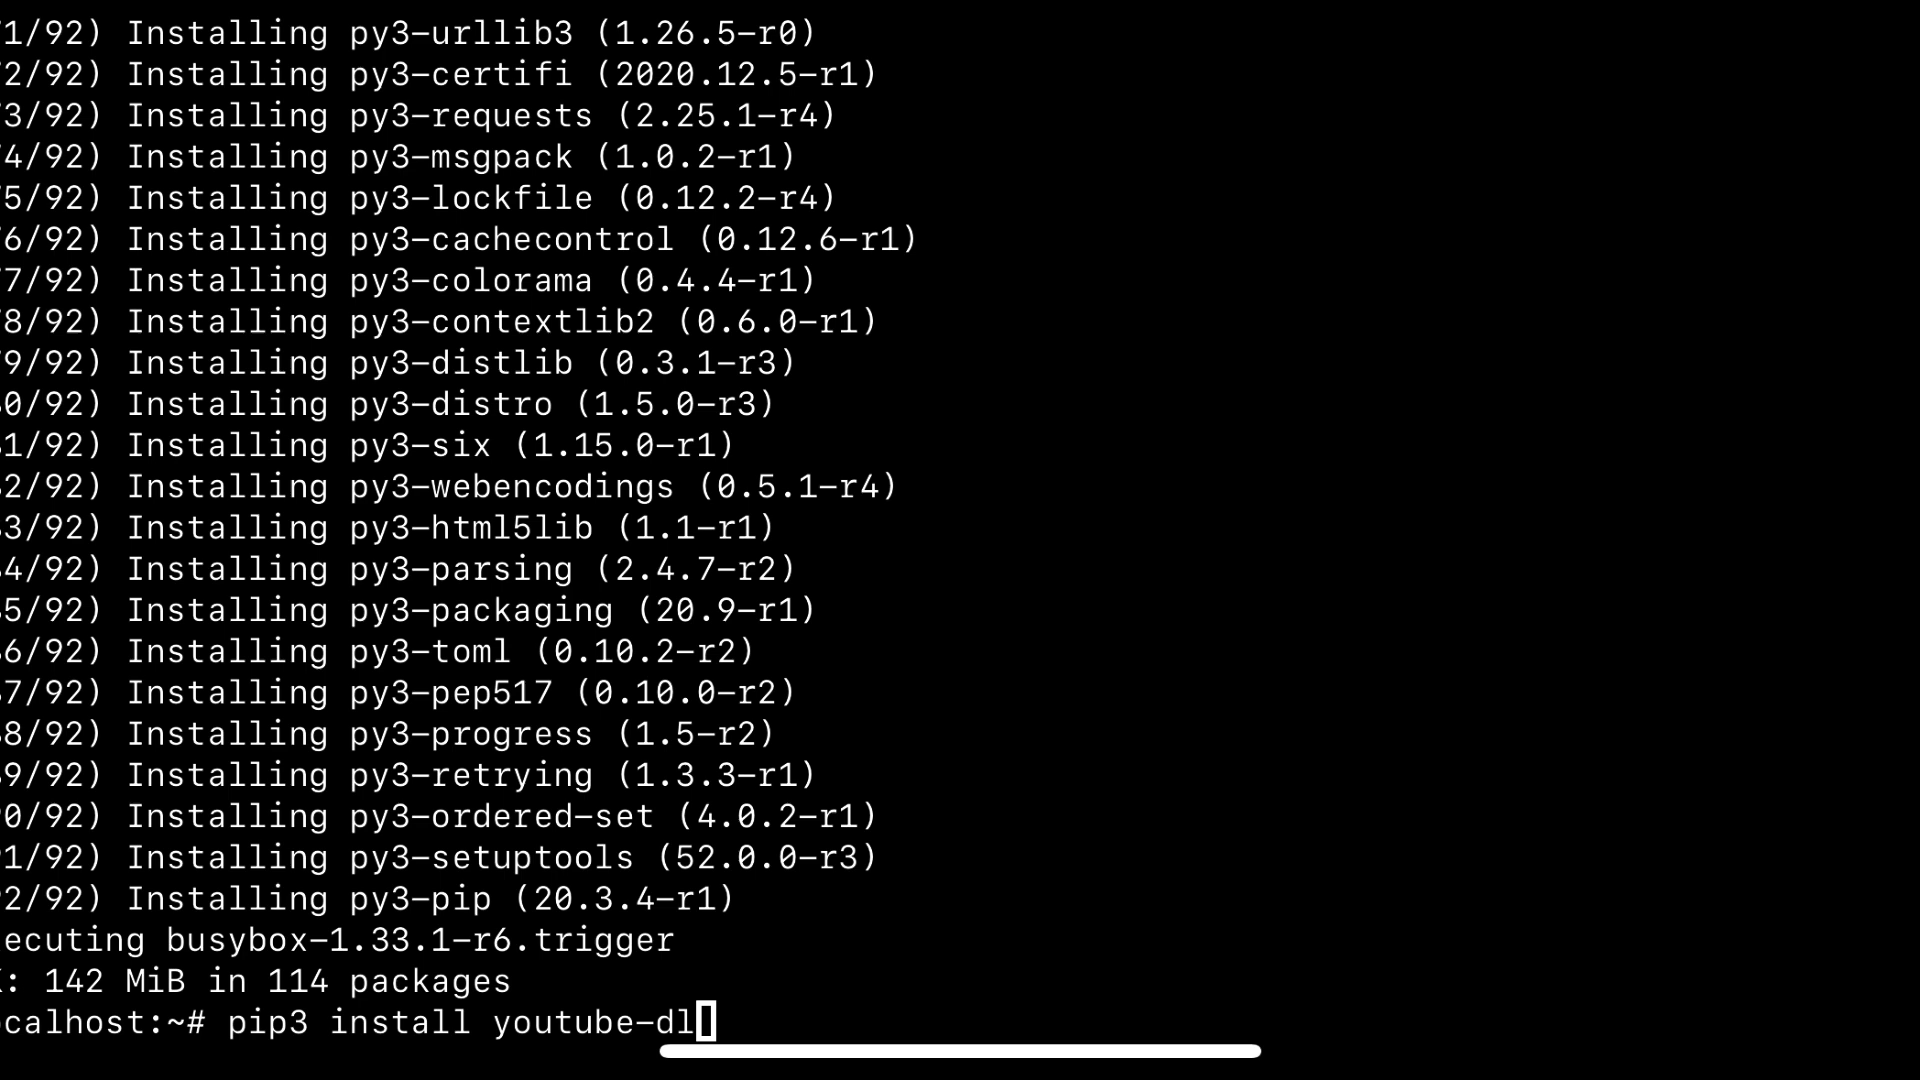 1/92) Installing py3-urllib3 (1.26.5-r0)
2/92) Installing py3-certifi (2020.12.5-r1)
3/92) Installing py3-requests (2.25.1-r4)
4/92) Installing py3-msgpack (1.0.2-r1)
5/92) Installing py3-lockfile (0.12.2-r4)
6/92) Installing py3-cachecontrol (0.12.6-r1)
7/92) Installing py3-colorama (0.4.4-r1)
8/92) Installing py3-contextlib2 (0.6.0-r1)
9/92) Installing py3-distlib (0.3.1-r3)
0/92) Installing py3-distro (1.5.0-r3)
1/92) Installing py3-six (1.15.0-r1)
2/92) Installing py3-webencodings (0.5.1-r4)
3/92) Installing py3-html5lib (1.1-r1)
4/92) Installing py3-parsing (2.4.7-r2)
5/92) Installing py3-packaging (20.9-r1)
6/92) Installing py3-toml (0.10.2-r2)
7/92) Installing py3-pep517 (0.10.0-r2)
8/92) Installing py3-progress (1.5-r2)
9/92) Installing py3-retrying (1.3.3-r1)
0/92) Installing py3-ordered-set (4.0.2-r1)
1/92) Installing py3-setuptools (52.0.0-r3)
2/92) Installing py3-pip (20.3.4-r1)
ecuting busybox-1.33.1-r6.trigger
: 142 MiB in 114 packages
calhost:~# pip3 install youtube-dl